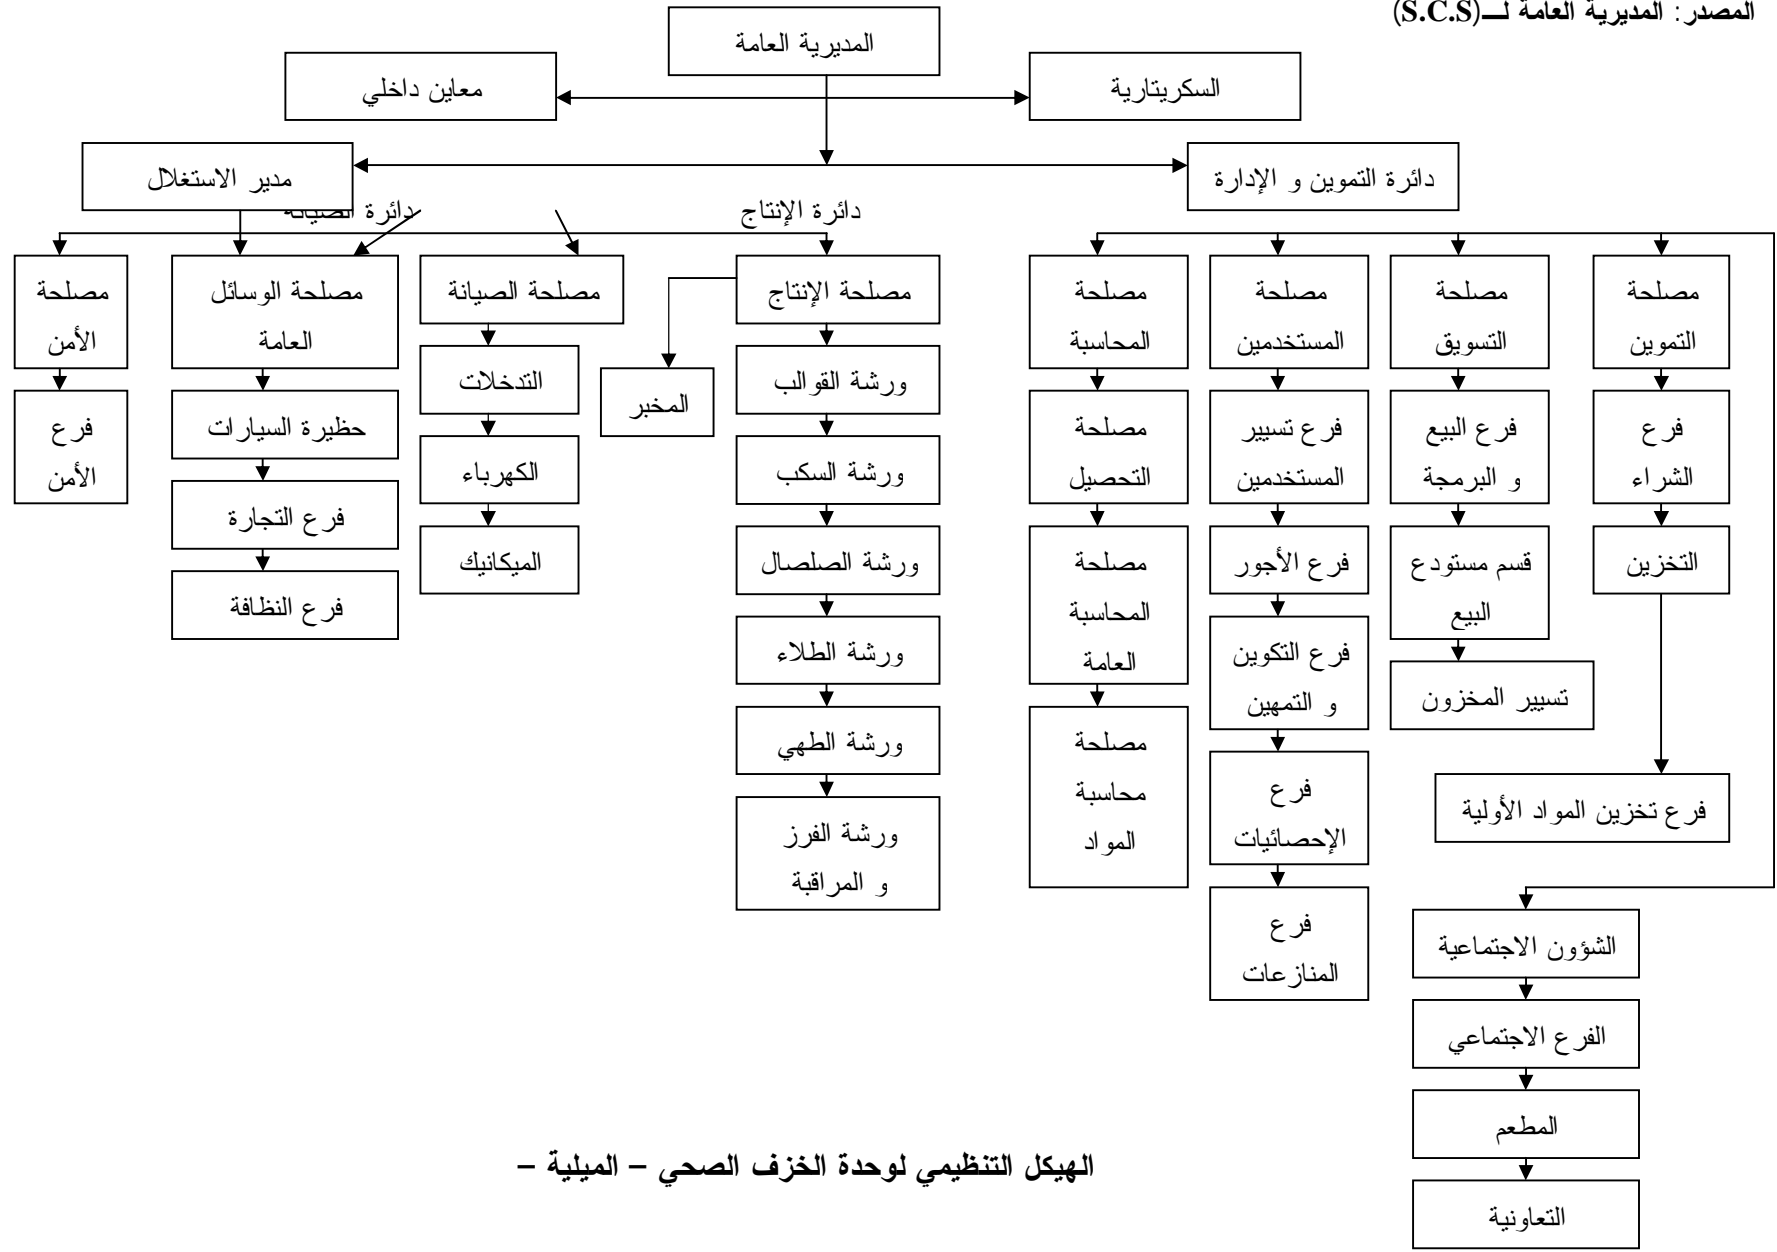 المصدر: المديرية العامة لــ(S.C.S)
المديرية العامة
السكريتارية
معاين داخلي
دائرة التموين و الإدارة
مدير الاستغلال
دائرة الإنتاج
دائرة الصيانة
مصلحة
التموين
مصلحة
التسويق
مصلحة
المستخدمين
مصلحة
المحاسبة
مصلحة الإنتاج
مصلحة الصيانة
مصلحة الوسائل
العامة
مصلحة
الأمن
فرع
الشراء
فرع البيع
و البرمجة
فرع تسيير
المستخدمين
مصلحة
التحصيل
ورشة القوالب
المخبر
التدخلات
حظيرة السيارات
فرع
الأمن
ورشة السكب
الكهرباء
فرع التجارة
التخزين
قسم مستودع
البيع
فرع الأجور
مصلحة
المحاسبة
العامة
ورشة الصلصال
الميكانيك
فرع النظافة
تسيير المخزون
فرع التكوين
و التمهين
ورشة الطلاء
مصلحة
محاسبة
المواد
ورشة الطهي
فرع تخزين المواد الأولية
فرع
الإحصائيات
ورشة الفرز
و المراقبة
فرع
المنازعات
الشؤون الاجتماعية
الفرع الاجتماعي
المطعم
التعاونية
الهيكل التنظيمي لوحدة الخزف الصحي – الميلية –